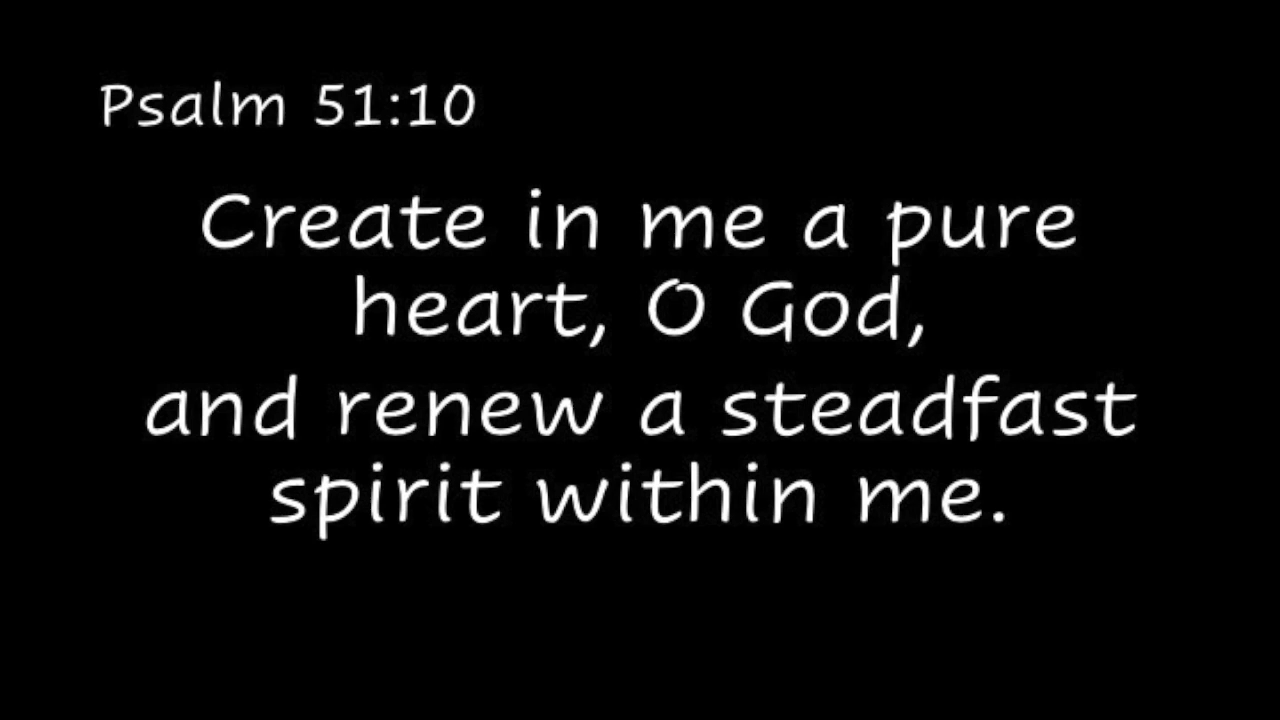 Psalm 51:10
Create in me a pure
heart, O God,
and renew a steadfast
spirit within me.